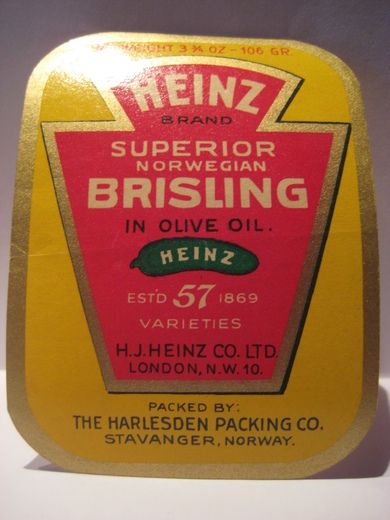 WEIGHT 3 ¾ OZ - 106 GR.
HEINZ
BRAND
SUPERIOR
NORWEGIAN
BRISLING
IN OLIVE OIL.
HEINZ
ESTD 57 1869
VARIETIES
H.J. HEINZ CO. LTD.
LONDON, N.W. 10.
PACKED BY:
THE HARLESDEN PACKING CO.
STAVANGER, NORWAY.